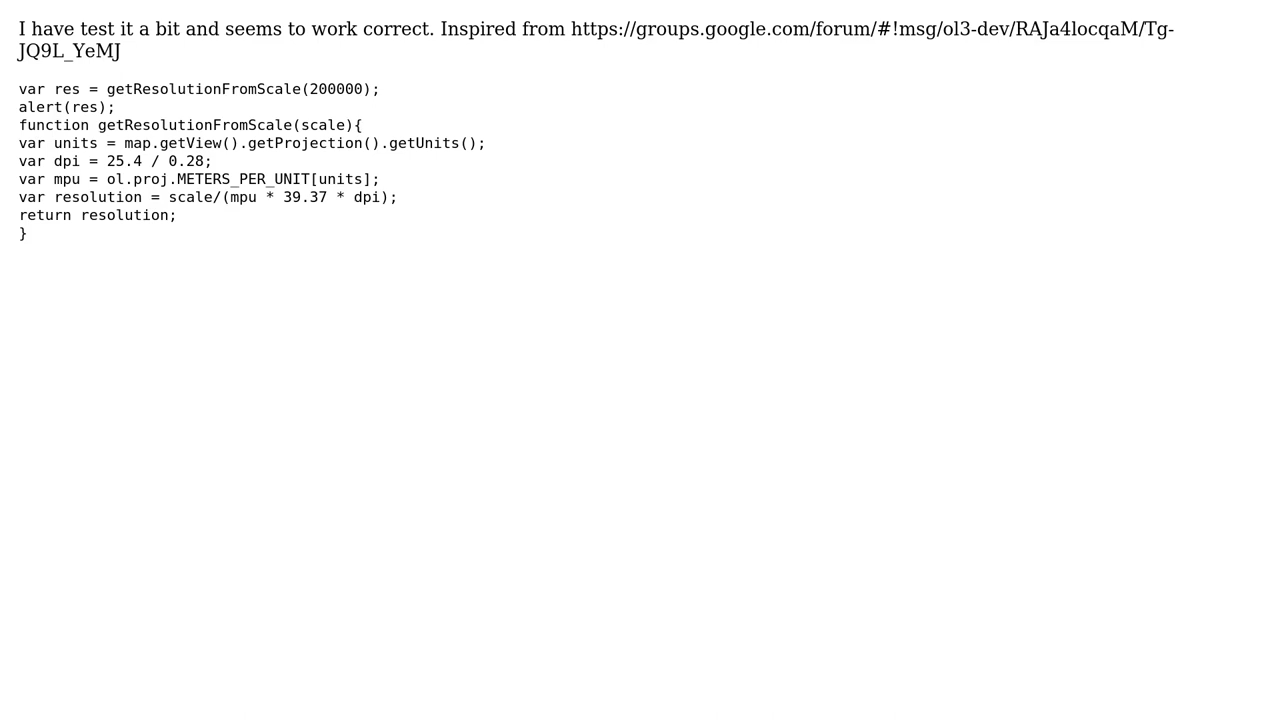 I have test it a bit and seems to work correct. Inspired from https://groups.google.com/forum/#!msg/ol3-dev/RAJa4locqaM/Tg-
JQ9L_YeMJ
var res = getResolutionFromScale(200000);
alert(res);
function getResolutionFromScale(scale){
var units = map.getView().getProjection().getUnits();
var dpi = 25.4 / 0.28;
var mpu = ol.proj.METERS_PER_UNIT[units];
var resolution = scale/(mpu * 39.37 * dpi);
return resolution;
}